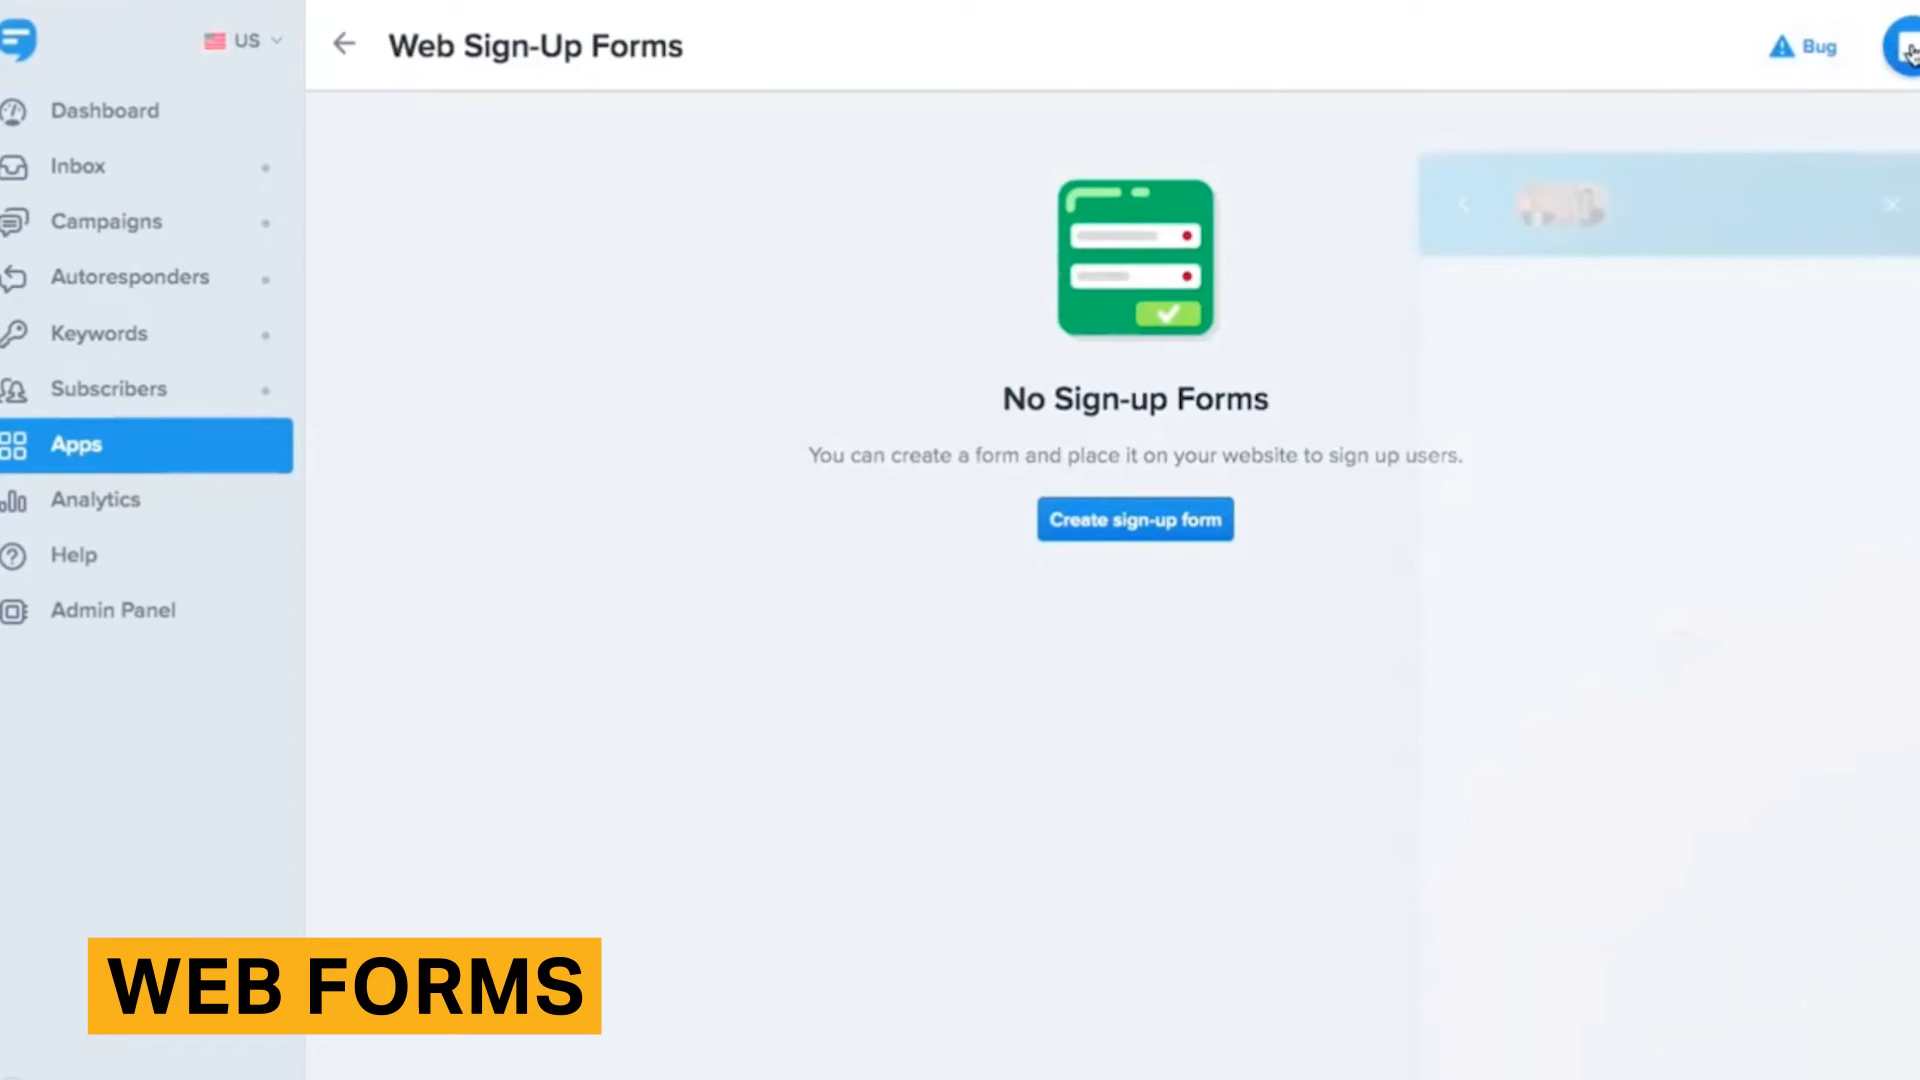 US
Web Sign-Up Forms
Bug
Dashboard
Inbox
Campaigns
Autoresponders
Keywords
Subscribers
Apps
Analytics
Help
Admin Panel
No Sign-up Forms
You can create a form and place it on your website to sign up users.
Create sign-up form
WEB FORMS